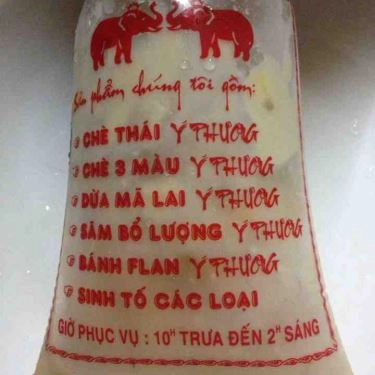 Sản phẩm chúng tôi gồm:
CHÈ THÁI Ý PHƯƠNG
CHÈ 3 MÀU Ý PHƯƠNG
DỪA MÃ LAI Ý PHƯƠNG
SÂM BỔ LƯỢNG Ý PHƯƠNG
BÁNH FLAN Ý PHƯƠNG
SINH TỐ CÁC LOẠI
GIỜ PHỤC VỤ : 10H TRƯA ĐẾN 2H SÁNG